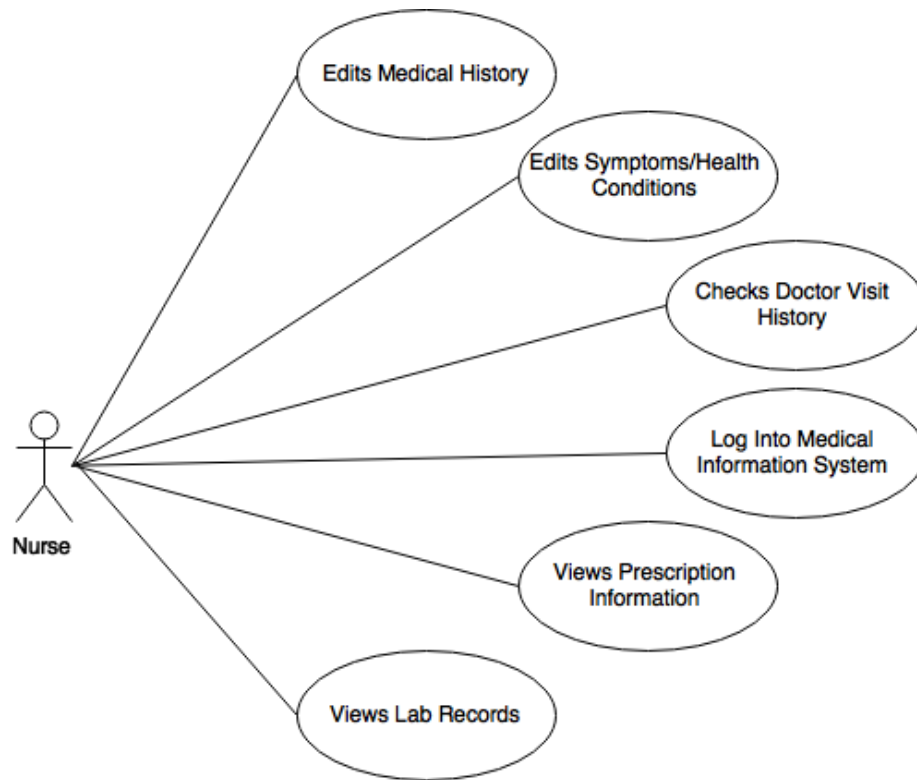 Edits Medical History
Edits Symptoms/Health
Conditions
Checks Doctor Visit
History
Log Into Medical
Information System
Nurse
Views Prescription
Information
Views Lab Records